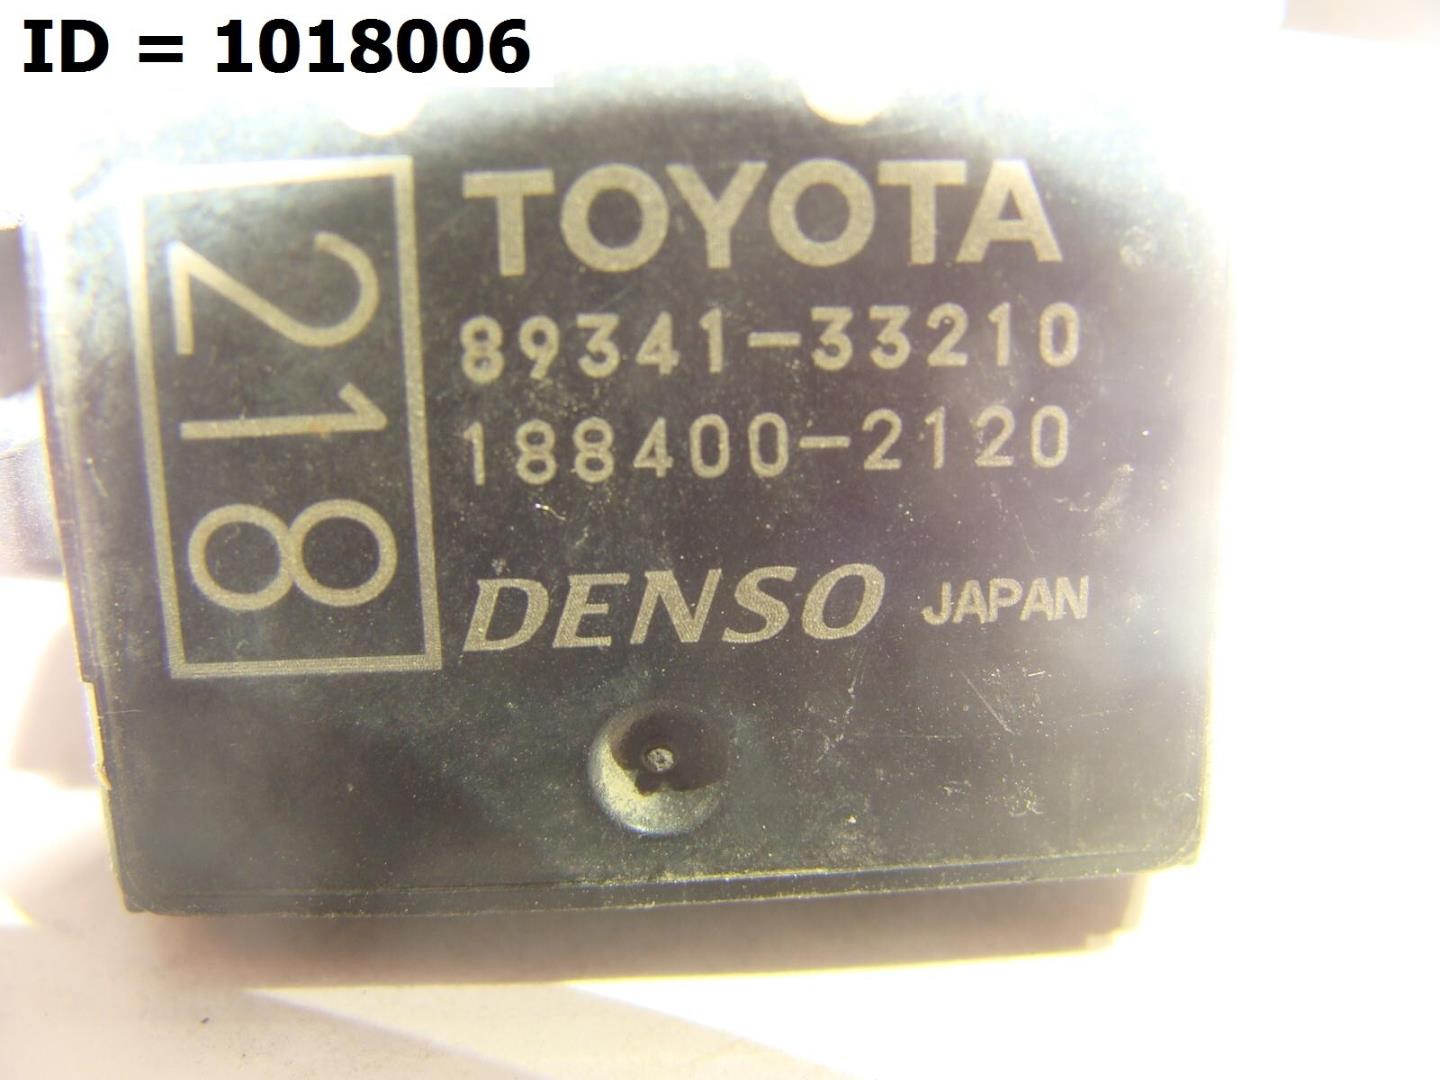 ID = 1018006
218
TOYOTA
89341-33210
188400-2120
DENSO JAPAN